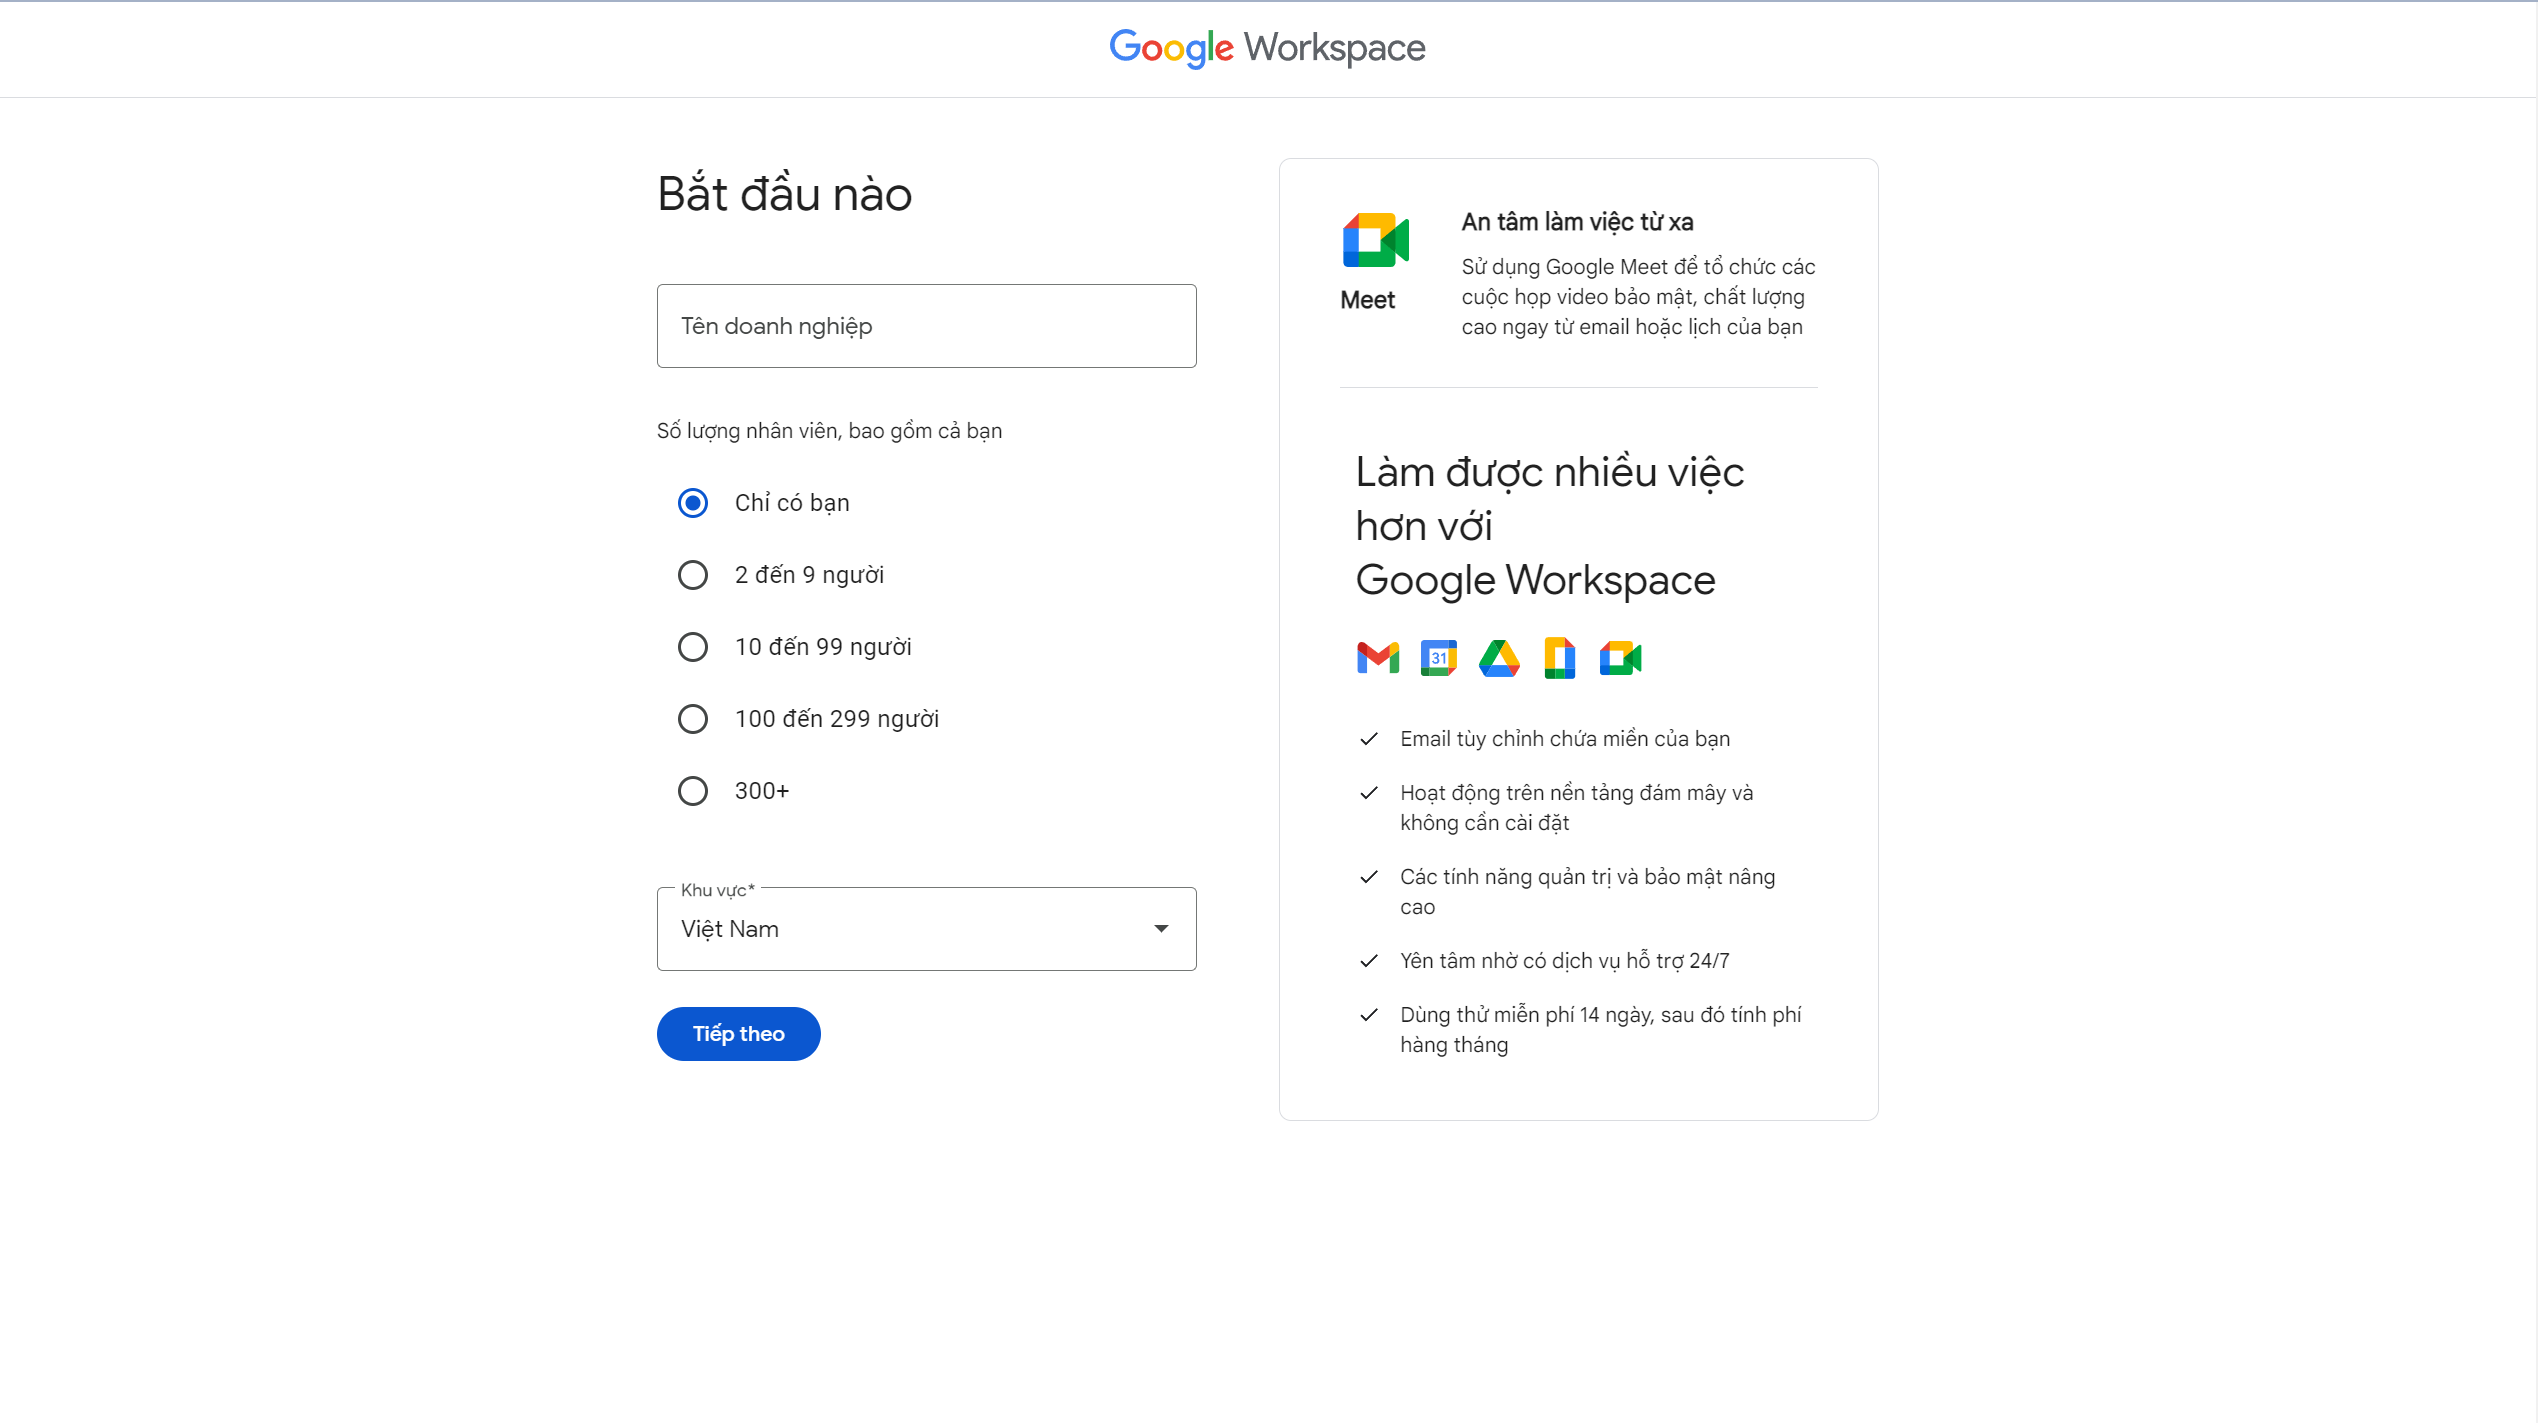 Google Workspace
Bắt đầu nào
Tên doanh nghiệp
Số lượng nhân viên, bao gồm cả bạn
Chỉ có bạn
2 đến 9 người
10 đến 99 người
100 đến 299 người
300+
Khu vực*
Việt Nam
Tiếp theo
Meet
An tâm làm việc từ xa
Sử dụng Google Meet để tổ chức các
cuộc họp video bảo mật, chất lượng
cao ngay từ email hoặc lịch của bạn
Làm được nhiều việc
hơn với
Google Workspace
31
Email tùy chỉnh chứa miền của bạn
Hoạt động trên nền tảng đám mây và
không cần cài đặt
Các tính năng quản trị và bảo mật nâng
cao
Yên tâm nhờ có dịch vụ hỗ trợ 24/7
Dùng thử miễn phí 14 ngày, sau đó tính phí
hàng tháng